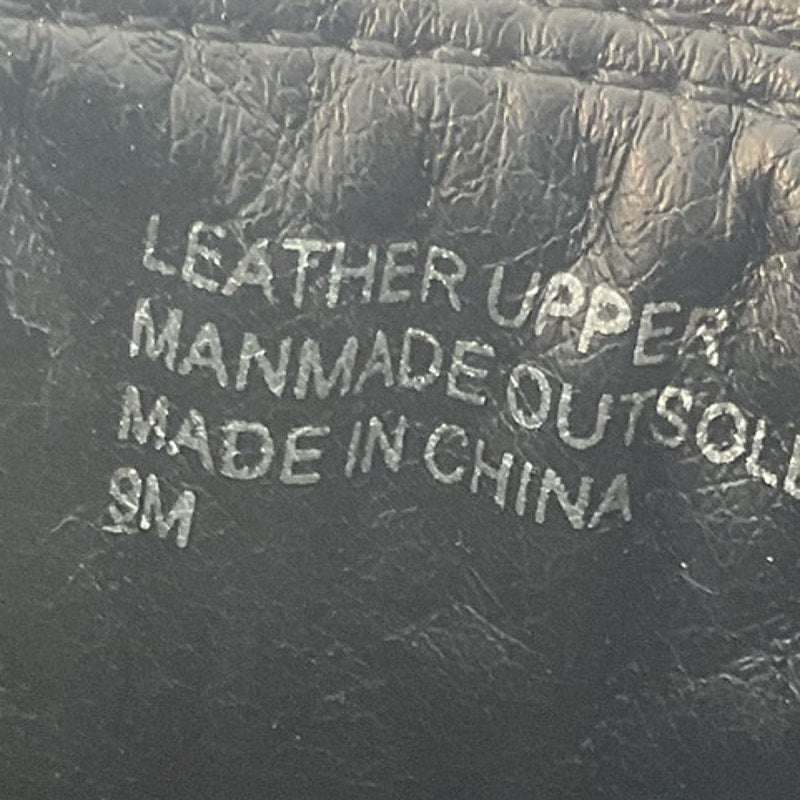 LEATHER UPPER
MANMADE OUTSOLE
MADE IN CHINA
9M